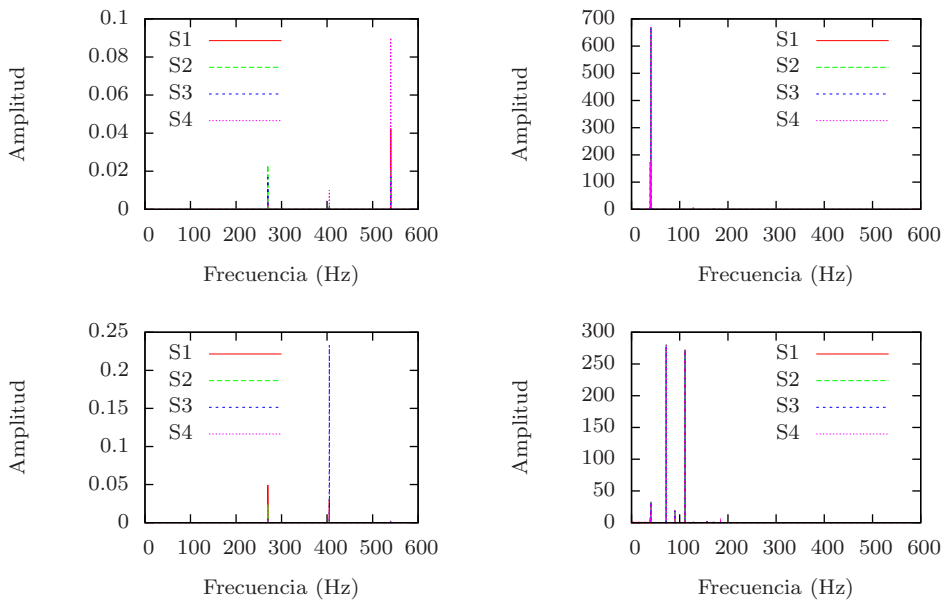 Amplitud
0.1
0.08
0.06
0.04
0.02
0
S1
S2
S3
S4
0 100 200 300 400 500 600
Frecuencia (Hz)
Amplitud
700
600
500
400
300
200
100
0
S1
S2
S3
S4
0 100 200 300 400 500 600
Frecuencia (Hz)
Amplitud
0.25
0.2
0.15
0.1
0.05
0
S1
S2
S3
S4
0 100 200 300 400 500 600
Frecuencia (Hz)
Amplitud
300
250
200
150
100
50
0
S1
S2
S3
S4
0 100 200 300 400 500 600
Frecuencia (Hz)